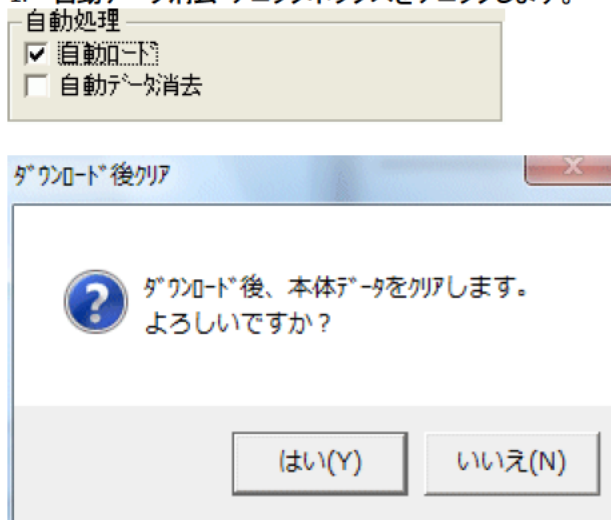 自動処理
自動ﾛｰﾄﾞ
自動ﾃﾞｰﾀ消去
ﾀﾞｳﾝﾛｰﾄﾞ後ｸﾘｱ
ﾀﾞｳﾝﾛｰﾄﾞ後、本体ﾃﾞｰﾀをｸﾘｱします。
よろしいですか？
はい(Y)
いいえ(N)